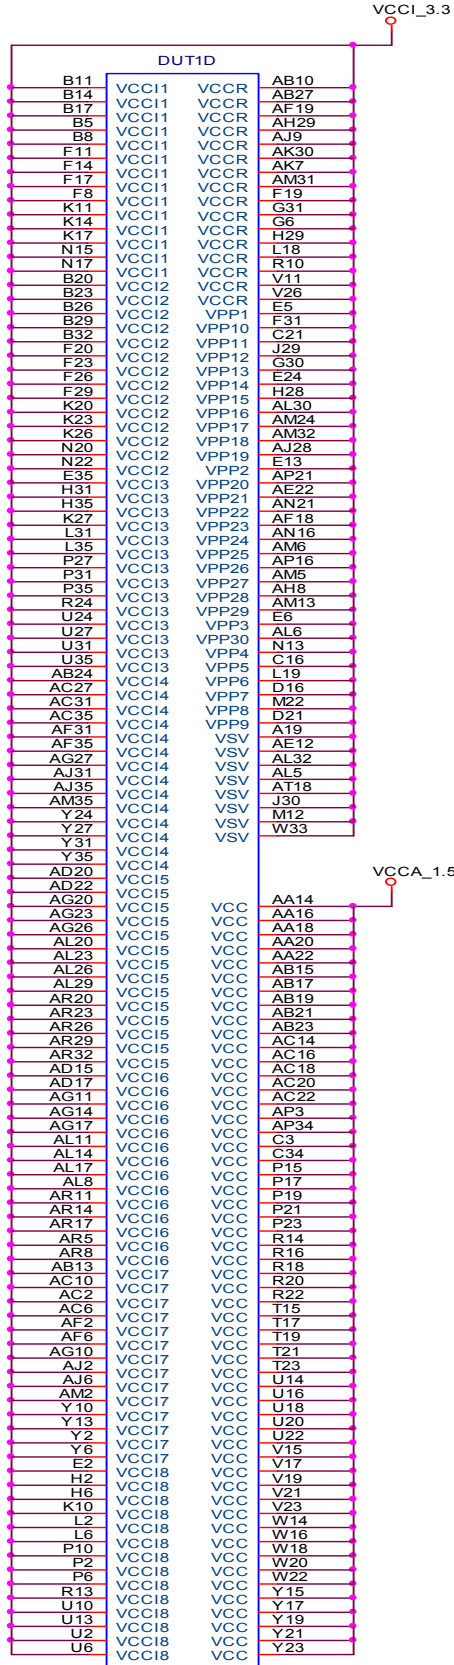 VCCI_3.3
DUT1D
B11 VCCI1 VCCR AB10
B14 VCCI1 VCCR AB27
B17 VCCI1 VCCR AF19
B5 VCCI1 VCCR AH29
B8 VCCI1 VCCR AJ9
F11 VCCI1 VCCR AK30
F14 VCCI1 VCCR AK7
F17 VCCI1 VCCR AM31
F8 VCCI1 VCCR F19
K11 VCCI1 VCCR G31
K14 VCCI1 VCCR G6
K17 VCCI1 VCCR H29
N15 VCCI1 VCCR L18
N17 VCCI1 VCCR R10
B20 VCCI2 VCCR V11
B23 VCCI2 VCCR V26
B26 VCCI2 VPP1 E5
B29 VCCI2 VPP10 F31
B32 VCCI2 VPP11 C21
F20 VCCI2 VPP12 J29
F23 VCCI2 VPP13 G30
F26 VCCI2 VPP14 E24
F29 VCCI2 VPP15 H28
K20 VCCI2 VPP16 AL30
K23 VCCI2 VPP17 AM24
K26 VCCI2 VPP18 AM32
N20 VCCI2 VPP19 AJ28
N22 VCCI2 VPP2 E13
E35 VCCI3 VPP20 AP21
H31 VCCI3 VPP21 AE22
H35 VCCI3 VPP22 AN21
K27 VCCI3 VPP23 AF18
L31 VCCI3 VPP24 AN16
L35 VCCI3 VPP25 AM6
P27 VCCI3 VPP26 AP16
P31 VCCI3 VPP27 AM5
P35 VCCI3 VPP28 AH8
R24 VCCI3 VPP29 AM13
U24 VCCI3 VPP3 E6
U27 VCCI3 VPP30 AL6
U31 VCCI3 VPP4 N13
U35 VCCI3 VPP5 C16
AB24 VCCI4 VPP6 L19
AC27 VCCI4 VPP7 D16
AC31 VCCI4 VPP8 M22
AC35 VCCI4 VPP9 D21
AF31 VCCI4 VSV A19
AF35 VCCI4 VSV AE12
AG27 VCCI4 VSV AL32
AJ31 VCCI4 VSV AL5
AJ35 VCCI4 VSV AT18
AM35 VCCI4 VSV J30
Y24 VCCI4 VSV M12
Y27 VCCI4 VSV W33
Y31 VCCI4
Y35 VCCI4
AD20 VCCI5
VCCA_1.5
AD22 VCCI5
AG20 VCCI5 VCC AA14
AG23 VCCI5 VCC AA16
AG26 VCCI5 VCC AA18
AL20 VCCI5 VCC AA20
AL23 VCCI5 VCC AA22
AL26 VCCI5 VCC AB15
AL29 VCCI5 VCC AB17
AR20 VCCI5 VCC AB19
AR23 VCCI5 VCC AB21
AR26 VCCI5 VCC AB23
AR29 VCCI5 VCC AC14
AR32 VCCI5 VCC AC16
AD15 VCCI6 VCC AC18
AD17 VCCI6 VCC AC20
AG11 VCCI6 VCC AC22
AG14 VCCI6 VCC AP3
AG17 VCCI6 VCC AP34
AL11 VCCI6 VCC C3
AL14 VCCI6 VCC C34
AL17 VCCI6 VCC P15
AL8 VCCI6 VCC P17
AR11 VCCI6 VCC P19
AR14 VCCI6 VCC P21
AR17 VCCI6 VCC P23
AR5 VCCI6 VCC R14
AR8 VCCI6 VCC R16
AB13 VCCI7 VCC R18
AC10 VCCI7 VCC R20
AC2 VCCI7 VCC R22
AC6 VCCI7 VCC T15
AF2 VCCI7 VCC T17
AF6 VCCI7 VCC T19
AG10 VCCI7 VCC T21
AJ2 VCCI7 VCC T23
AJ6 VCCI7 VCC U14
AM2 VCCI7 VCC U16
Y10 VCCI7 VCC U18
Y13 VCCI7 VCC U20
Y2 VCCI7 VCC U22
Y6 VCCI7 VCC V15
E2 VCCI8 VCC V17
H2 VCCI8 VCC V19
H6 VCCI8 VCC V21
K10 VCCI8 VCC V23
L2 VCCI8 VCC W14
L6 VCCI8 VCC W16
P10 VCCI8 VCC W18
P2 VCCI8 VCC W20
P6 VCCI8 VCC W22
R13 VCCI8 VCC Y15
U10 VCCI8 VCC Y17
U13 VCCI8 VCC Y19
U2 VCCI8 VCC Y21
U6 VCCI8 VCC Y23